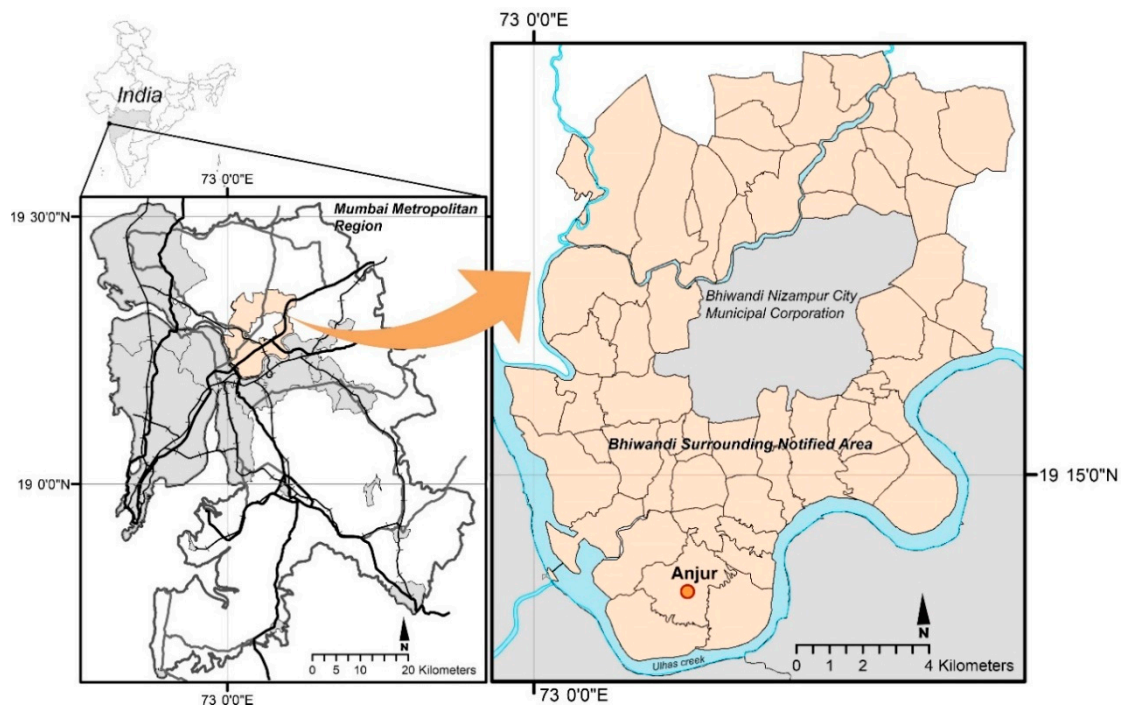 India
73 0'0"E
19 30'0"N
Mumbai Metropolitan
Region
19 0'0"N
0 5 10 20 Kilometers
N
73 0'0"E
73 0'0"E
Bhiwandi Nizampur City
Municipal Corporation
Bhiwandi Surrounding Notified Area
19 15'0"N
Anjur
Ulhas creek
N
0 1 2 4 Kilometers
73 0'0"E